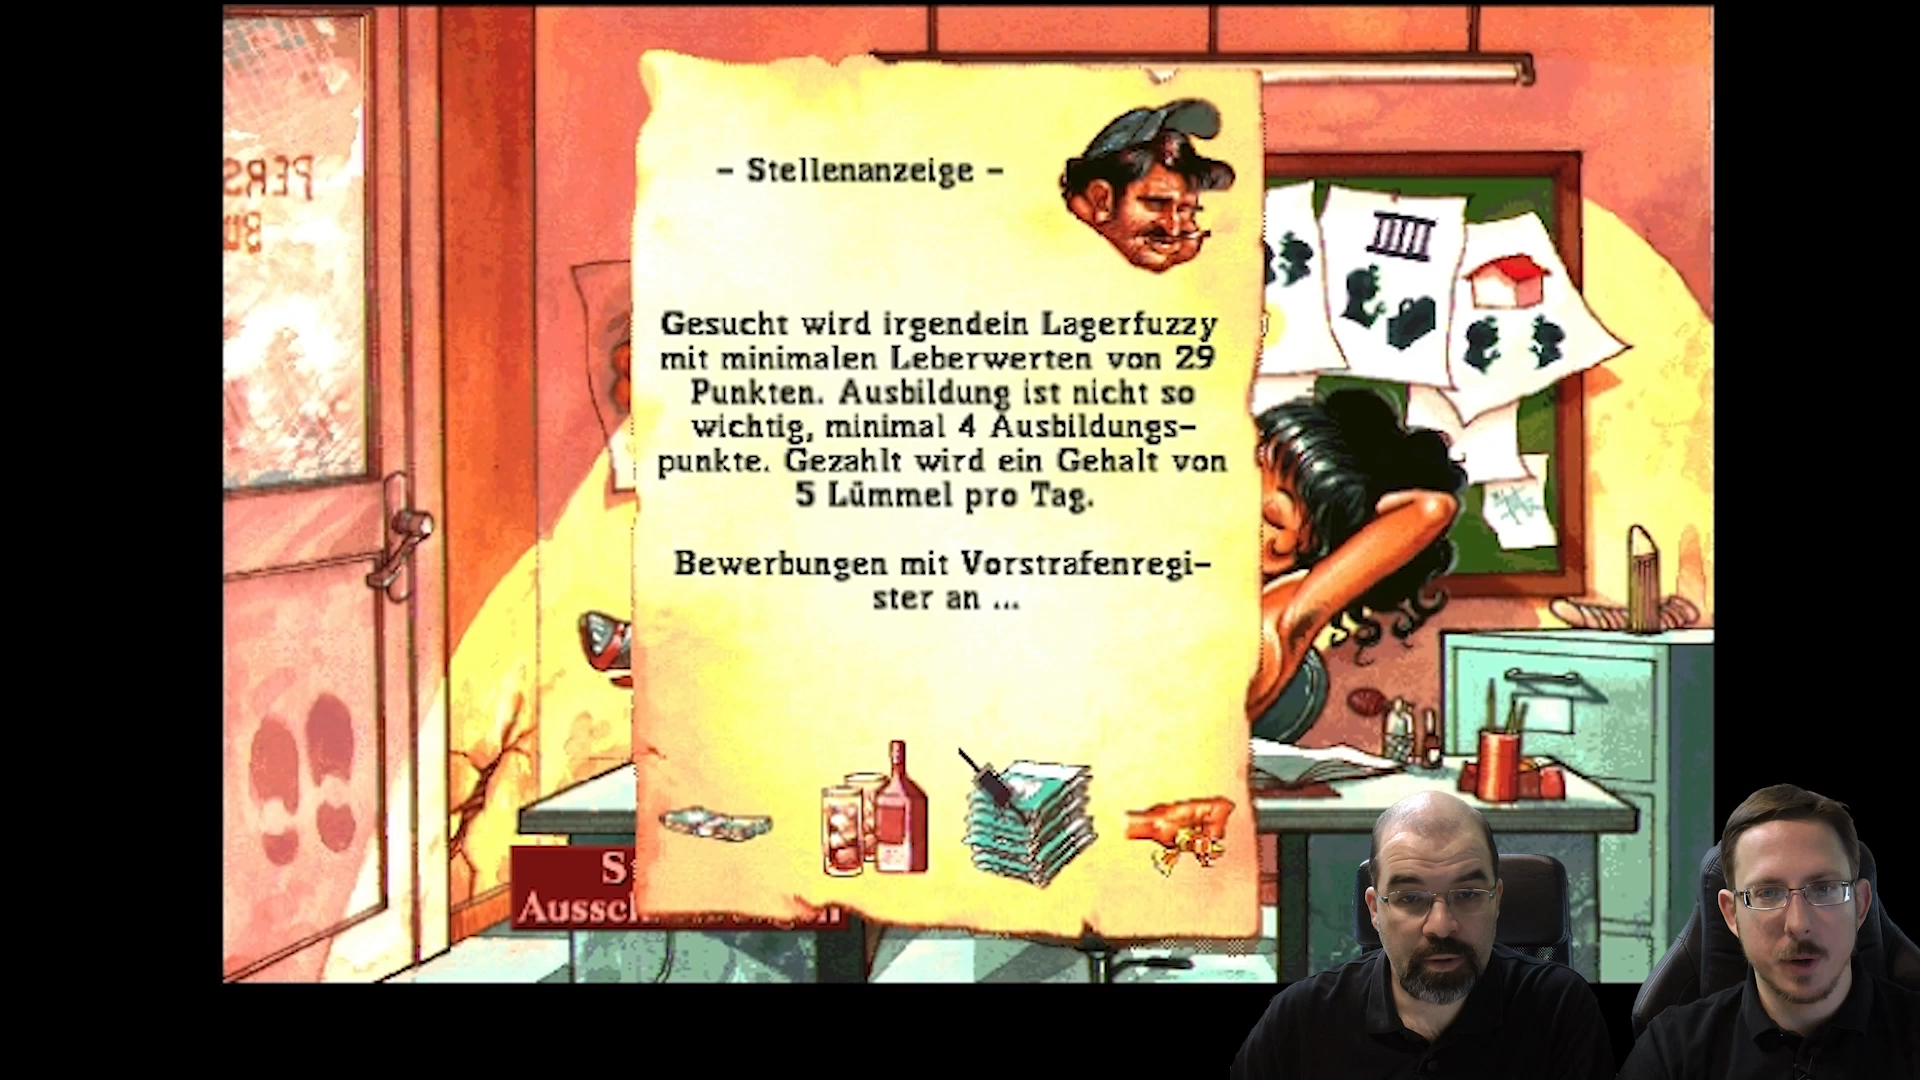 - Stellenanzeige -
Gesucht wird irgendein Lagerfuzzy
mit minimalen Leberwerten von 29
Punkten. Ausbildung ist nicht so
wichtig, minimal 4 Ausbildungs-
punkte. Gezahlt wird ein Gehalt von
5 Lümmel pro Tag.
Bewerbungen mit Vorstrafenregi-
ster an ...